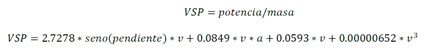 VSP = potencia/masa
VSP = 2.7278 * seno(pendiente) * v + 0.0849 * v * a + 0.0593 * v + 0.00000652 * v³